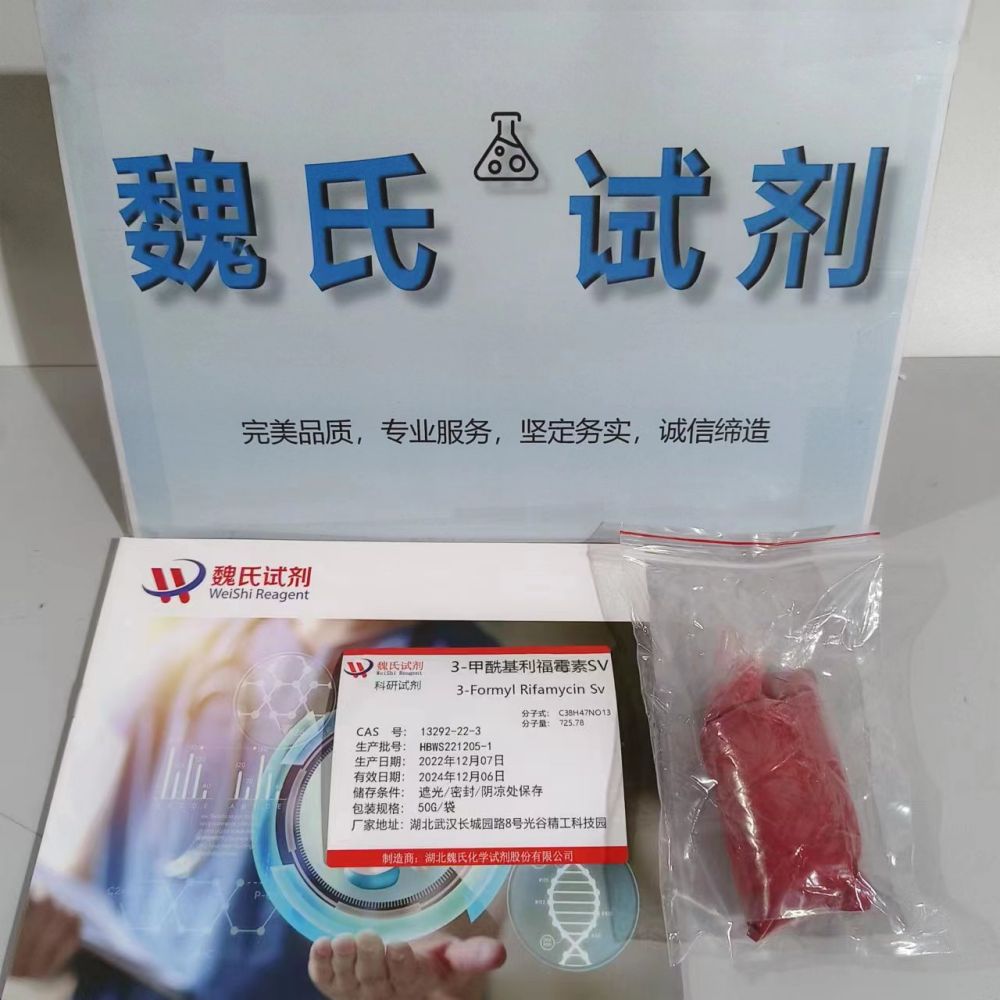 魏氏试剂
完美品质，专业服务，坚定务实，诚信缔造
魏氏试剂
WeiShi Reagent
魏氏试剂
WeiShi Reagent
科研试剂
3-甲酰基利福霉素SV
3-Formyl Rifamycin Sv
分子式： C38H47NO13
分子量： 725.78
CAS 号： 13292-22-3
生产批号： HBWS221205-1
生产日期： 2022年12月07日
有效日期： 2024年12月06日
储存条件： 遮光/密封/阴凉处保存
包装规格： 50G/袋
厂家地址：湖北武汉长城园路8号光谷精工科技园
制造商：湖北魏氏化学试剂股份有限公司